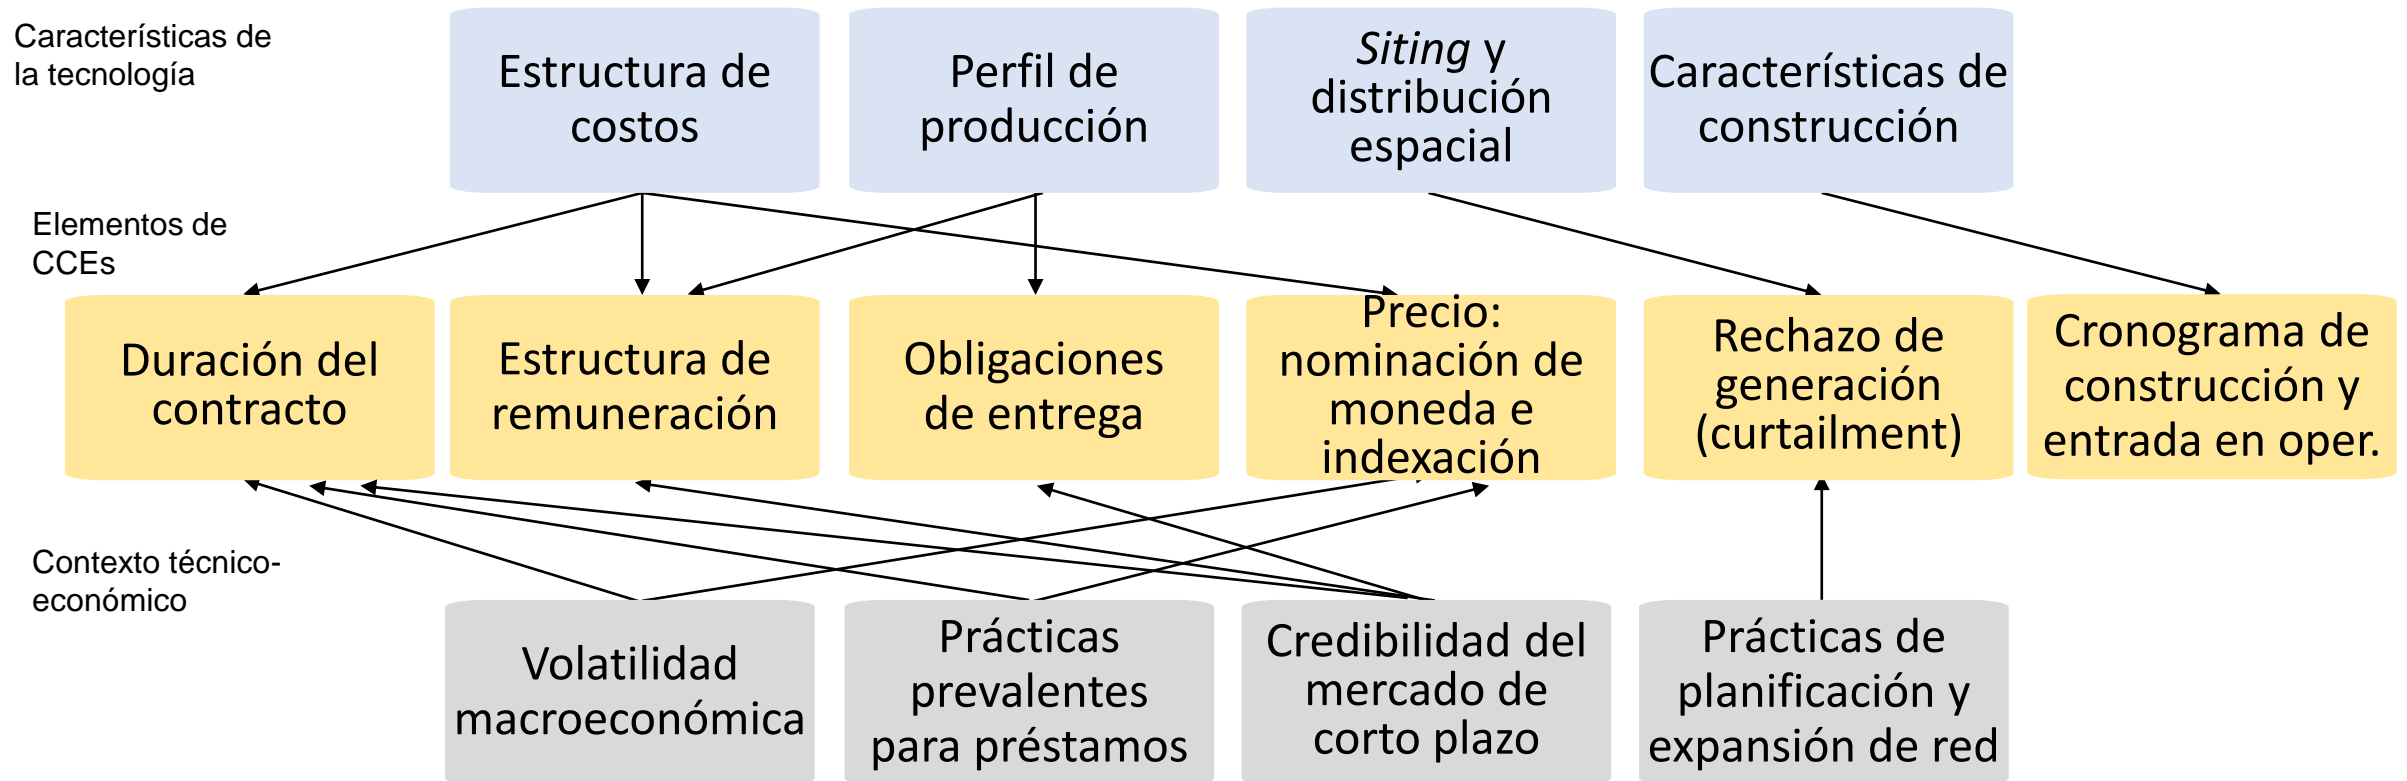 Características de
la tecnología
Estructura de
costos
Perfil de
producción
Siting y
distribución
espacial
Características de
construcción
Elementos de
CCEs
Duración del
contracto
Estructura de
remuneración
Obligaciones
de entrega
Precio:
nominación de
moneda e
indexación
Rechazo de
generación
(curtailment)
Cronograma de
construcción y
entrada en oper.
Contexto técnico-
económico
Volatilidad
macroeconómica
Prácticas
prevalentes
para préstamos
Credibilidad del
mercado de
corto plazo
Prácticas de
planificación y
expansión de red